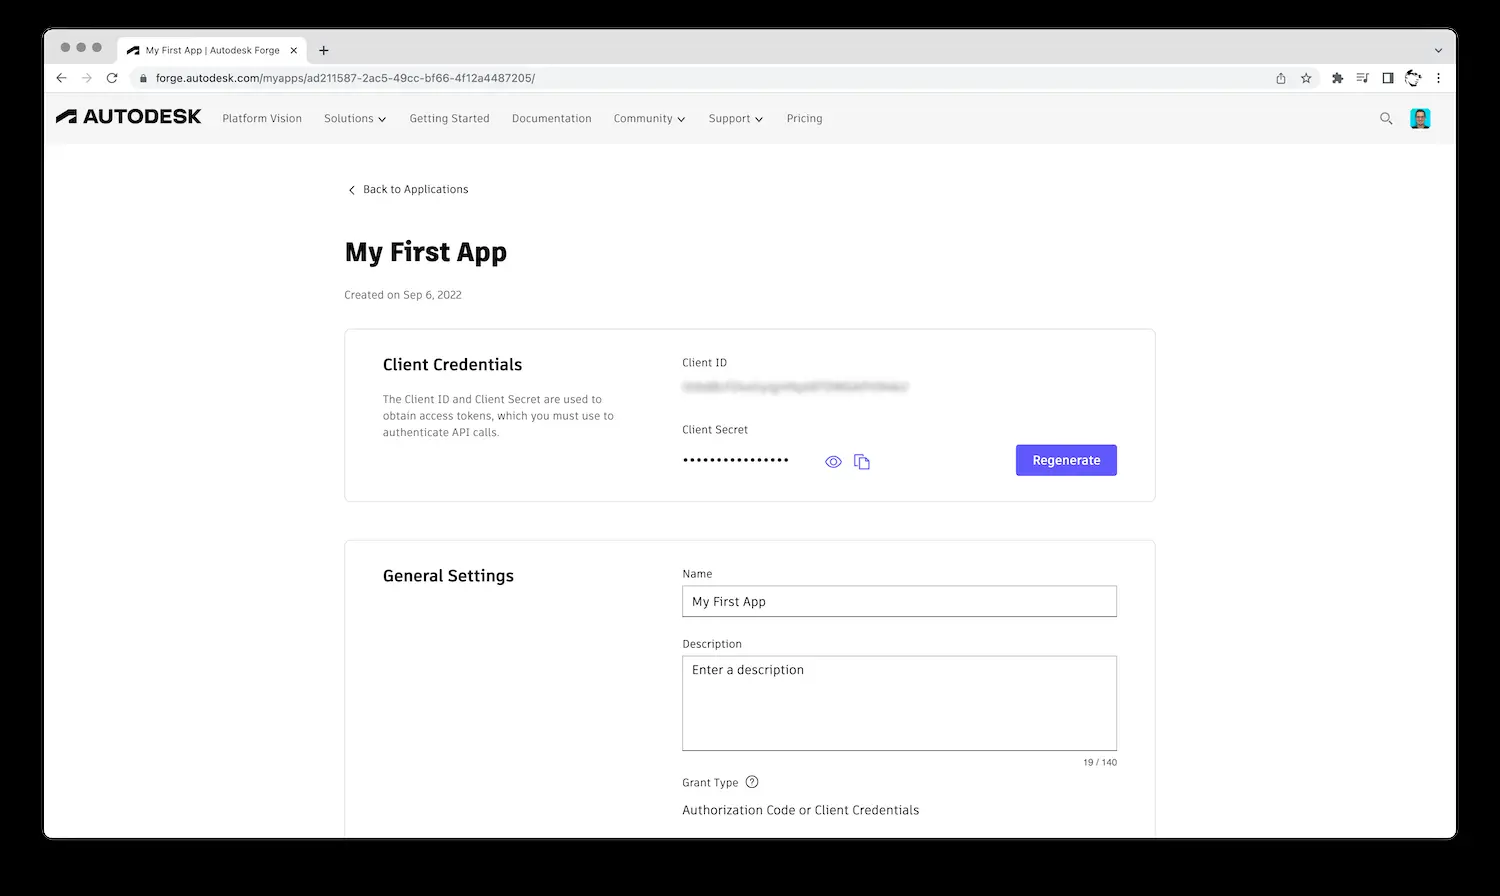 My First App | Autodesk Forge
forge.autodesk.com/myapps/ad211587-2ac5-49cc-bf66-4f12a4487205/
AUTODESK
Platform Vision
Solutions
Getting Started
Documentation
Community
Support
Pricing
Back to Applications
My First App
Created on Sep 6, 2022
Client Credentials
The Client ID and Client Secret are used to
obtain access tokens, which you must use to
authenticate API calls.
Client ID
Client Secret
••••••••••••••••
Regenerate
General Settings
Name
My First App
Description
Enter a description
19 / 140
Grant Type
Authorization Code or Client Credentials